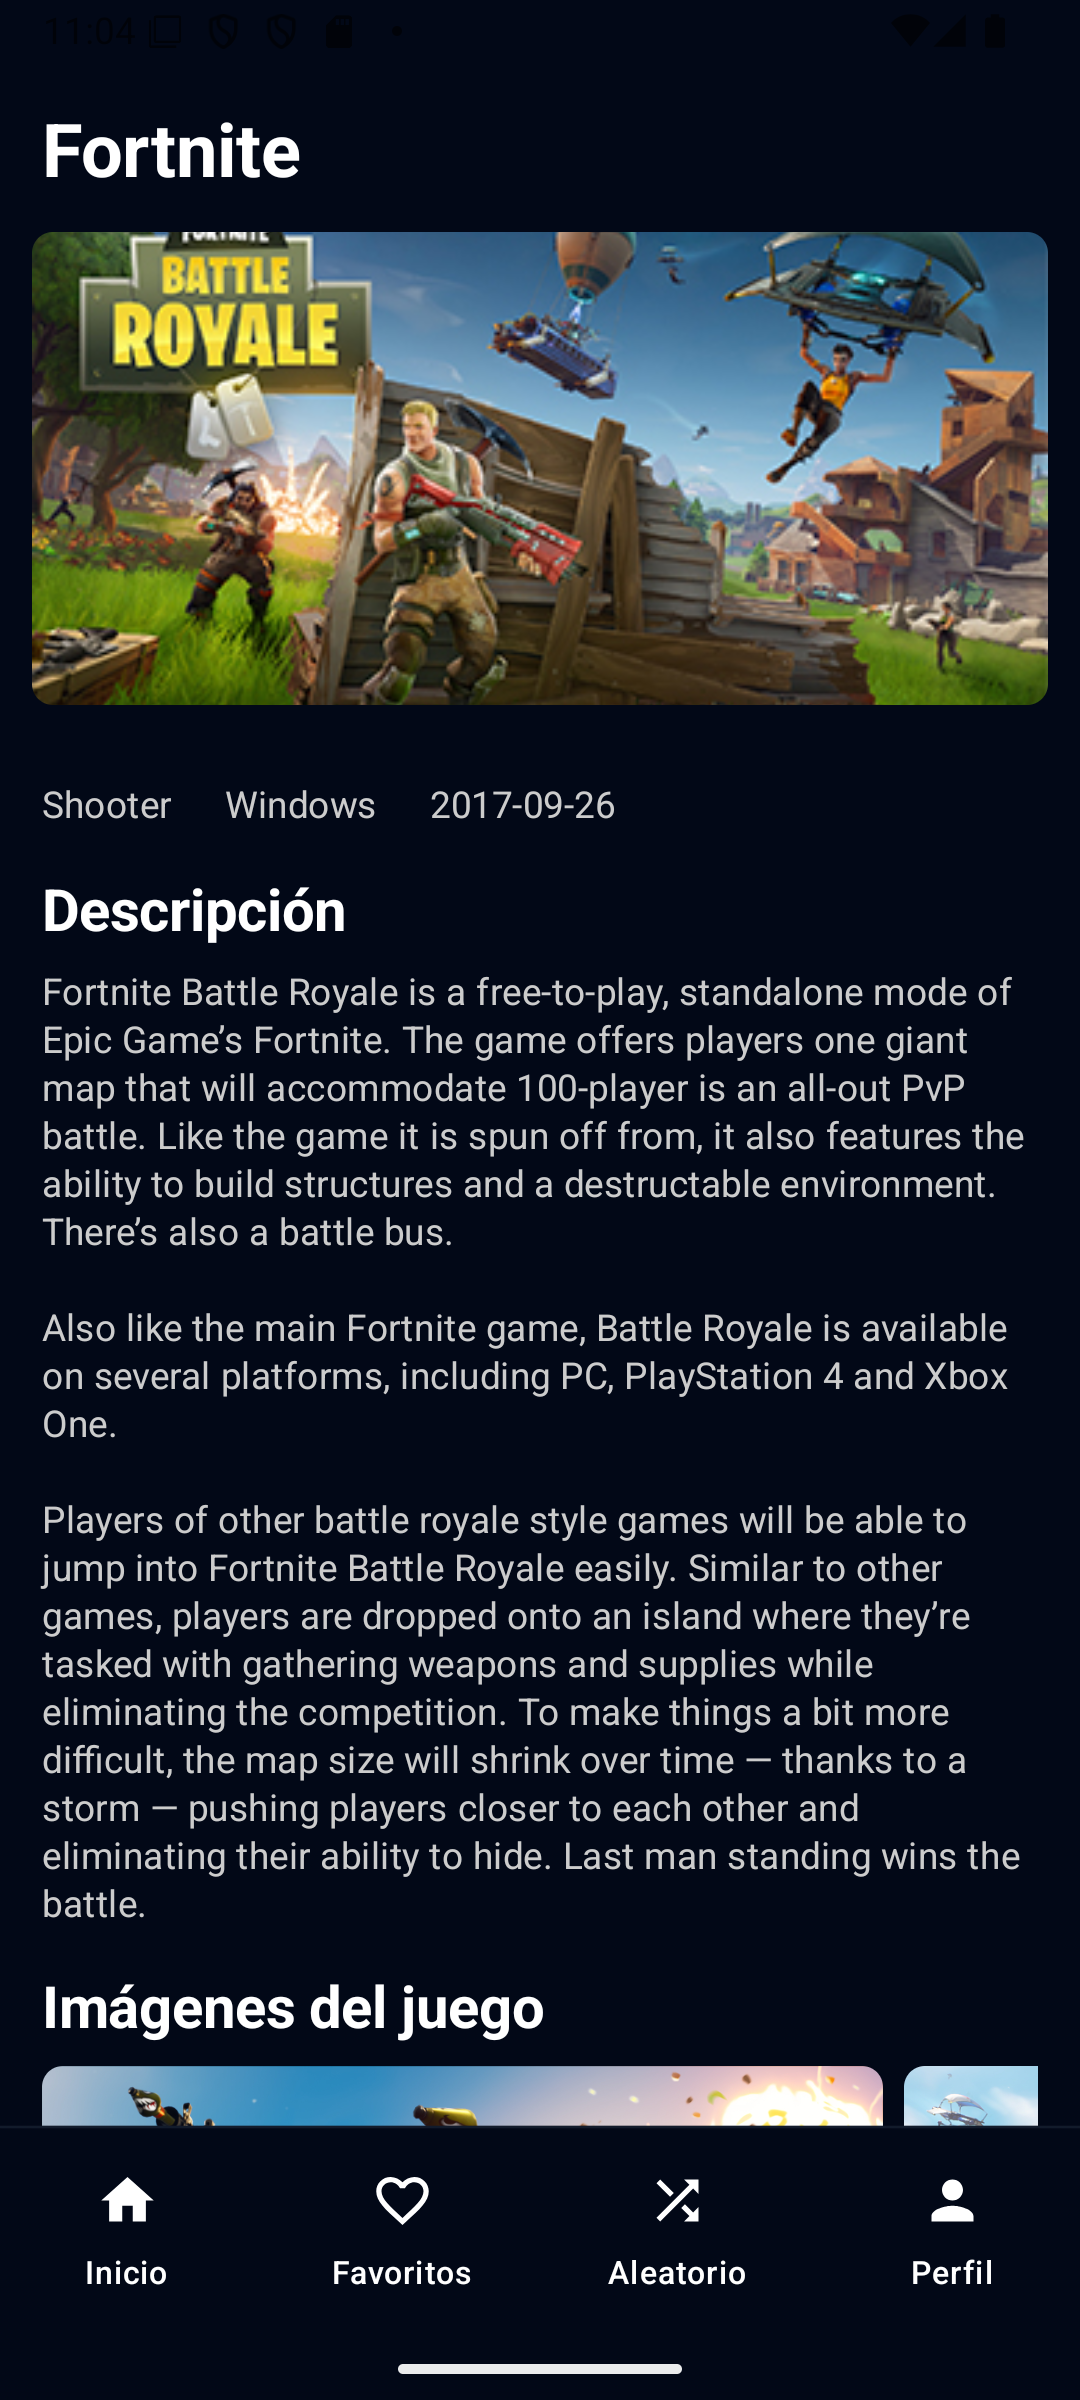 11:04
Fortnite
FORTNITE
BATTLE
ROYALE
Shooter Windows 2017-09-26
Descripción
Fortnite Battle Royale is a free-to-play, standalone mode of
Epic Game’s Fortnite. The game offers players one giant
map that will accommodate 100-player is an all-out PvP
battle. Like the game it is spun off from, it also features the
ability to build structures and a destructable environment.
There’s also a battle bus.
Also like the main Fortnite game, Battle Royale is available
on several platforms, including PC, PlayStation 4 and Xbox
One.
Players of other battle royale style games will be able to
jump into Fortnite Battle Royale easily. Similar to other
games, players are dropped onto an island where they’re
tasked with gathering weapons and supplies while
eliminating the competition. To make things a bit more
difficult, the map size will shrink over time — thanks to a
storm — pushing players closer to each other and
eliminating their ability to hide. Last man standing wins the
battle.
Imágenes del juego
Inicio Favoritos Aleatorio Perfil